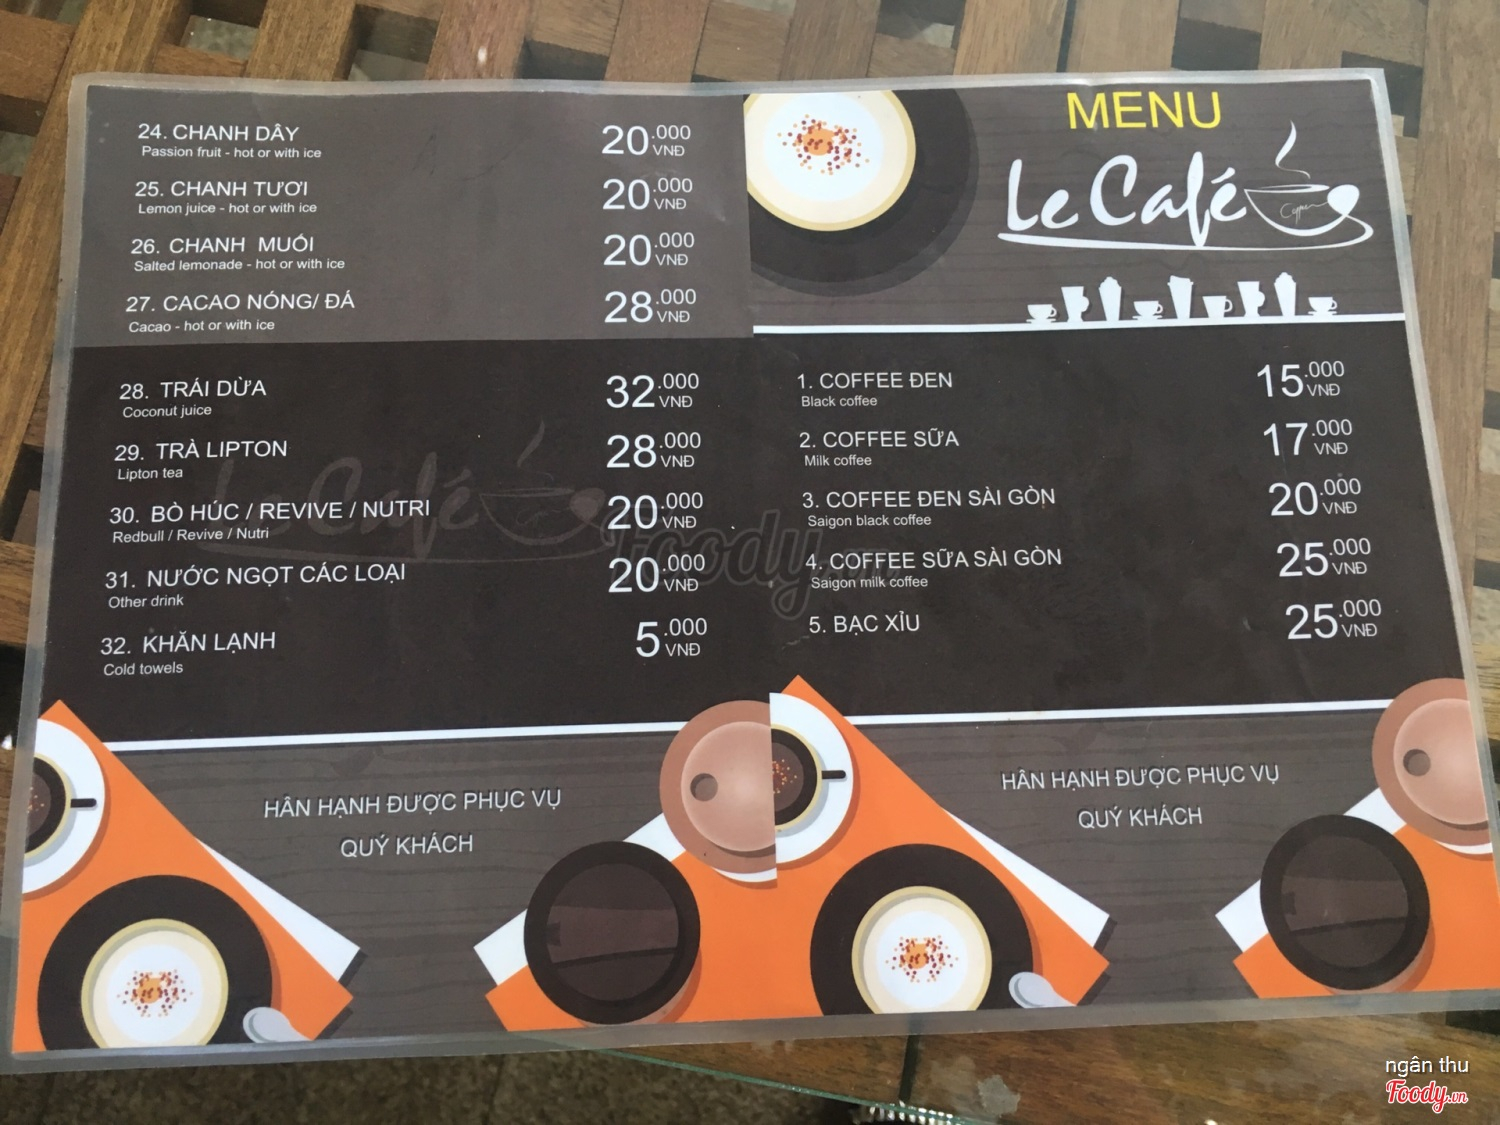 24. CHANH DÂY 20.000 VNĐ
Passion fruit - hot or with ice
25. CHANH TƯƠI 20.000 VNĐ
Lemon juice - hot or with ice
26. CHANH MUỐI 20.000 VNĐ
Salted lemonade - hot or with ice
27. CACAO NÓNG/ ĐÁ 28.000 VNĐ
Cacao - hot or with ice
28. TRÁI DỪA 32.000 VNĐ
Coconut juice
29. TRÀ LIPTON 28.000 VNĐ
Lipton tea
30. BÒ HÚC / REVIVE / NUTRI 20.000 VNĐ
Redbull / Revive / Nutri
31. NƯỚC NGỌT CÁC LOẠI 20.000 VNĐ
Other drink
32. KHĂN LẠNH 5.000 VNĐ
Cold towels
Le Café
HÂN HẠNH ĐƯỢC PHỤC VỤ
QUÝ KHÁCH
MENU
Le Café
1. COFFEE ĐEN 15.000 VNĐ
Black coffee
2. COFFEE SỮA 17.000 VNĐ
Milk coffee
3. COFFEE ĐEN SÀI GÒN 20.000 VNĐ
Saigon black coffee
4. COFFEE SỮA SÀI GÒN 25.000 VNĐ
Saigon milk coffee
5. BẠC XỈU 25.000 VNĐ
HÂN HẠNH ĐƯỢC PHỤC VỤ
QUÝ KHÁCH
Foody
ngân thu
Foody.vn